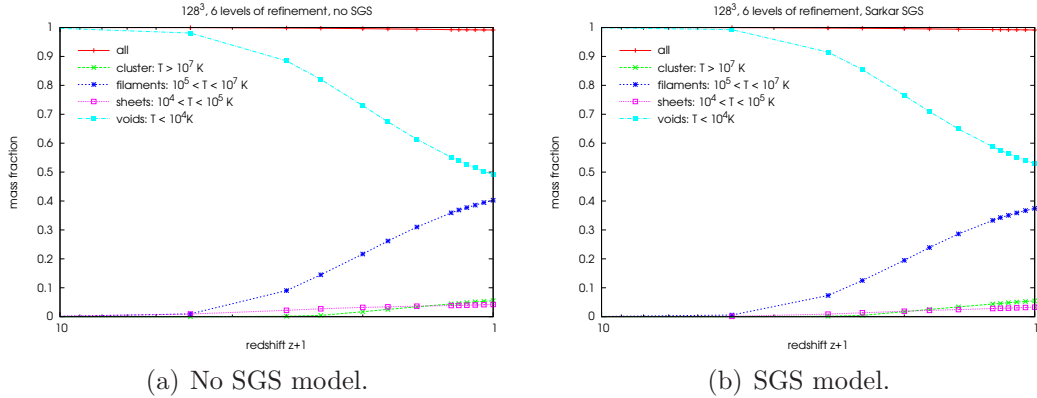 128³, 6 levels of refinement, no SGS
1
0.9
0.8
0.7
0.6
0.5
0.4
0.3
0.2
0.1
0
mass fraction
all
cluster: T > 10⁷ K
filaments: 10⁵ < T < 10⁷ K
sheets: 10⁴ < T < 10⁵ K
voids: T < 10⁴K
10
1
redshift z+1
(a) No SGS model.
128³, 6 levels of refinement, Sarkar SGS
1
0.9
0.8
0.7
0.6
0.5
0.4
0.3
0.2
0.1
0
mass fraction
all
cluster: T > 10⁷ K
filaments: 10⁵ < T < 10⁷ K
sheets: 10⁴ < T < 10⁵ K
voids: T < 10⁴K
10
1
redshift z+1
(b) SGS model.